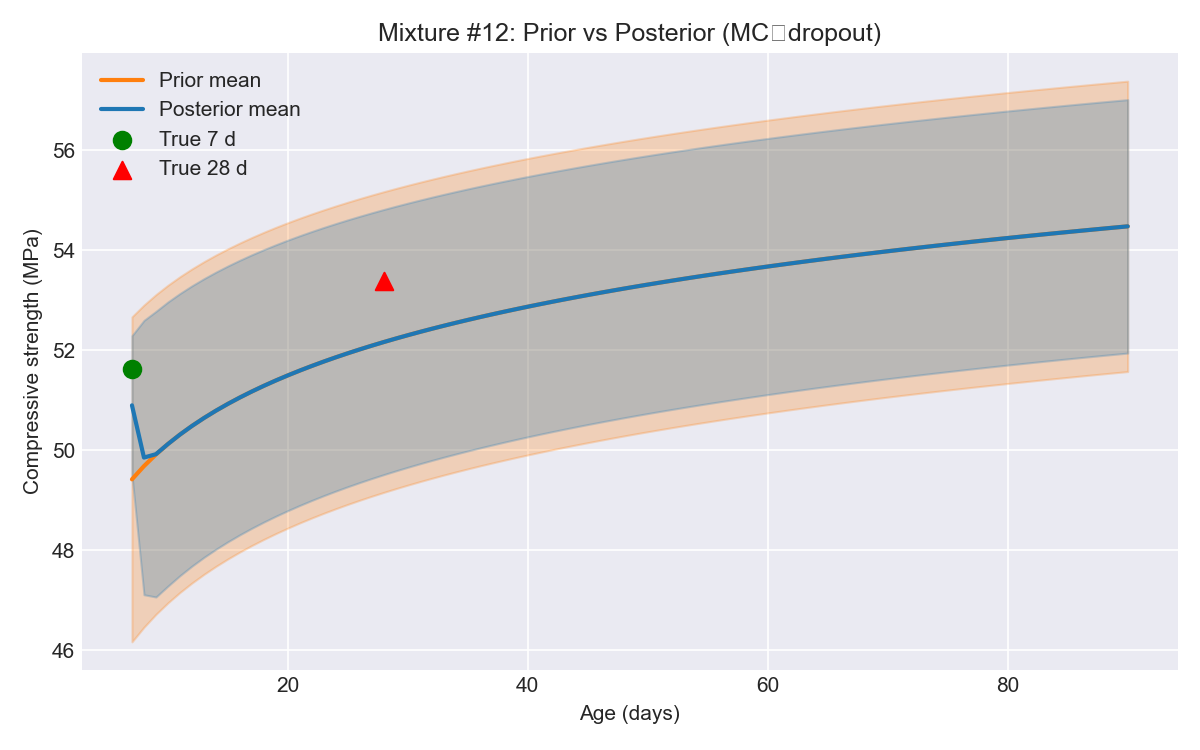 Mixture #12: Prior vs Posterior (MC□dropout)
Prior mean
Posterior mean
True 7 d
True 28 d
Compressive strength (MPa)
56
54
52
50
48
46
20
40
60
80
Age (days)